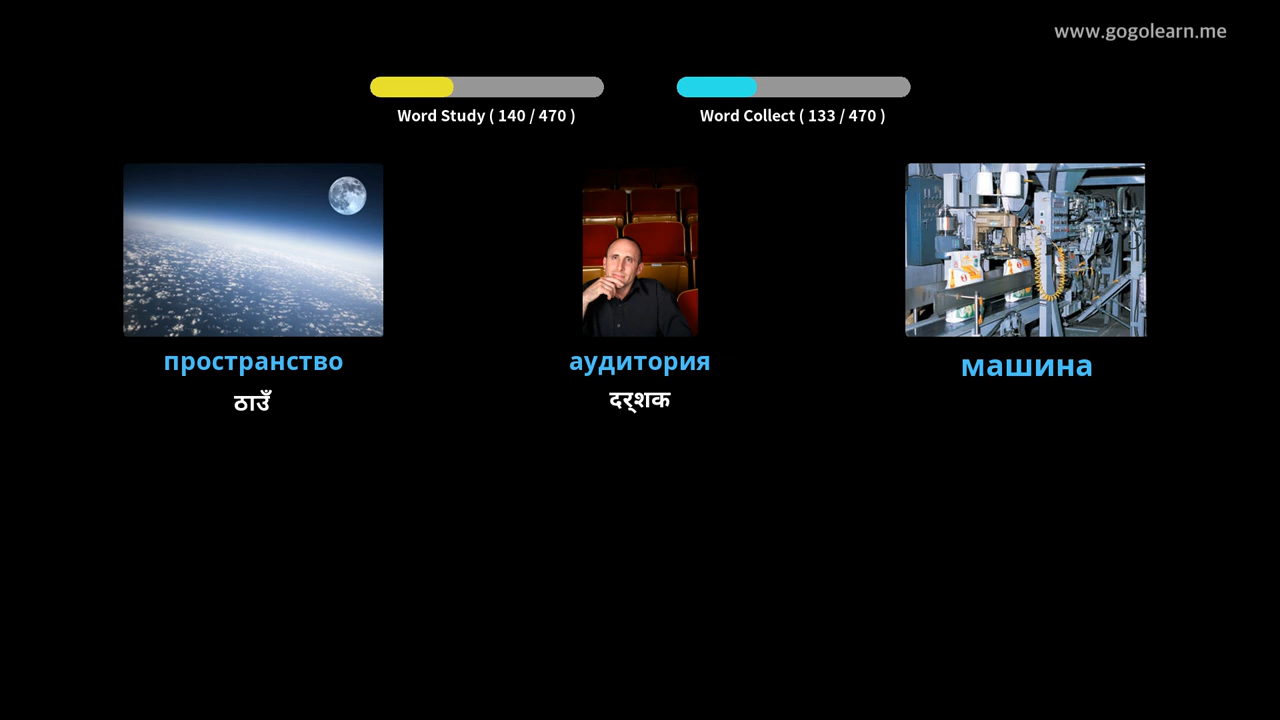 www.gogolearn.me
Word Study ( 140 / 470 )
Word Collect ( 133 / 470 )
пространство
аудитория
машина
ठाउँ
दर्शक